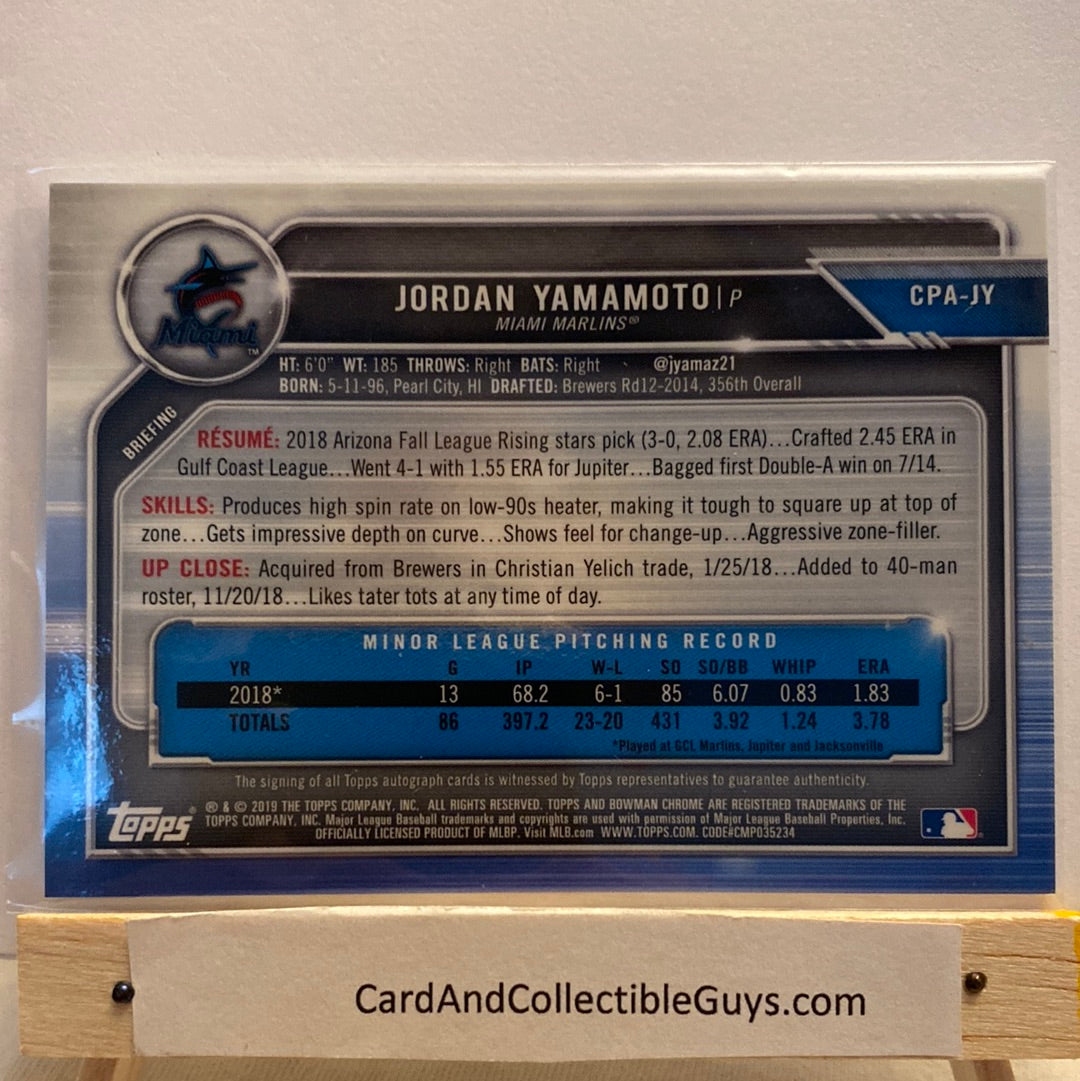 Miami TM
JORDAN YAMAMOTO | P
MIAMI MARLINS®
CPA-JY
HT: 6'0" WT: 185 THROWS: Right BATS: Right @jyamaz21
BORN: 5-11-96, Pearl City, HI DRAFTED: Brewers Rd12-2014, 356th Overall
BRIEFING
RÉSUMÉ: 2018 Arizona Fall League Rising stars pick (3-0, 2.08 ERA)...Crafted 2.45 ERA in
Gulf Coast League...Went 4-1 with 1.55 ERA for Jupiter...Bagged first Double-A win on 7/14.
SKILLS: Produces high spin rate on low-90s heater, making it tough to square up at top of
zone...Gets impressive depth on curve...Shows feel for change-up...Aggressive zone-filler.
UP CLOSE: Acquired from Brewers in Christian Yelich trade, 1/25/18...Added to 40-man
roster, 11/20/18...Likes tater tots at any time of day.
MINOR LEAGUE PITCHING RECORD
YR G IP W-L SO SO/BB WHIP ERA
2018* 13 68.2 6-1 85 6.07 0.83 1.83
TOTALS 86 397.2 23-20 431 3.92 1.24 3.78
*Played at GCL Marlins, Jupiter and Jacksonville
The signing of all Topps autograph cards is witnessed by Topps representatives to guarantee authenticity.
Topps®
® & © 2019 THE TOPPS COMPANY, INC. ALL RIGHTS RESERVED. TOPPS AND BOWMAN CHROME ARE REGISTERED TRADEMARKS OF THE
TOPPS COMPANY, INC. Major League Baseball trademarks and copyrights are used with permission of Major League Baseball Properties, Inc.
OFFICIALLY LICENSED PRODUCT OF MLBP. Visit MLB.com WWW.TOPPS.COM. CODE#CMP035234
CardAndCollectibleGuys.com